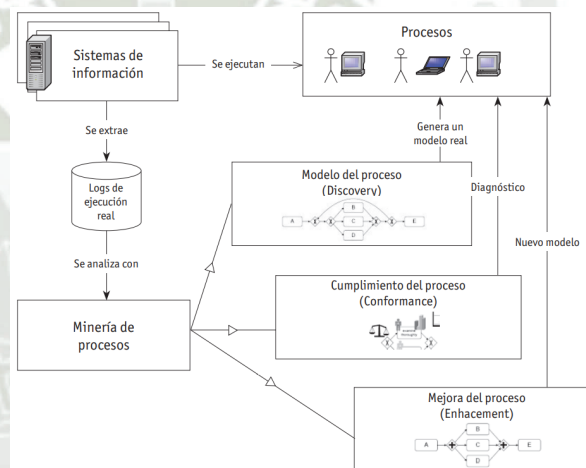 Sistemas de
información
Se ejecutan
Procesos
Se extrae
Logs de
ejecución
real
Se analiza con
Minería de
procesos
Genera un
modelo real
Modelo del proceso
(Discovery)
A
B
C
D
E
Diagnóstico
Cumplimiento del proceso
(Conformance)
Nuevo modelo
Mejora del proceso
(Enhacement)
A
B
C
D
E